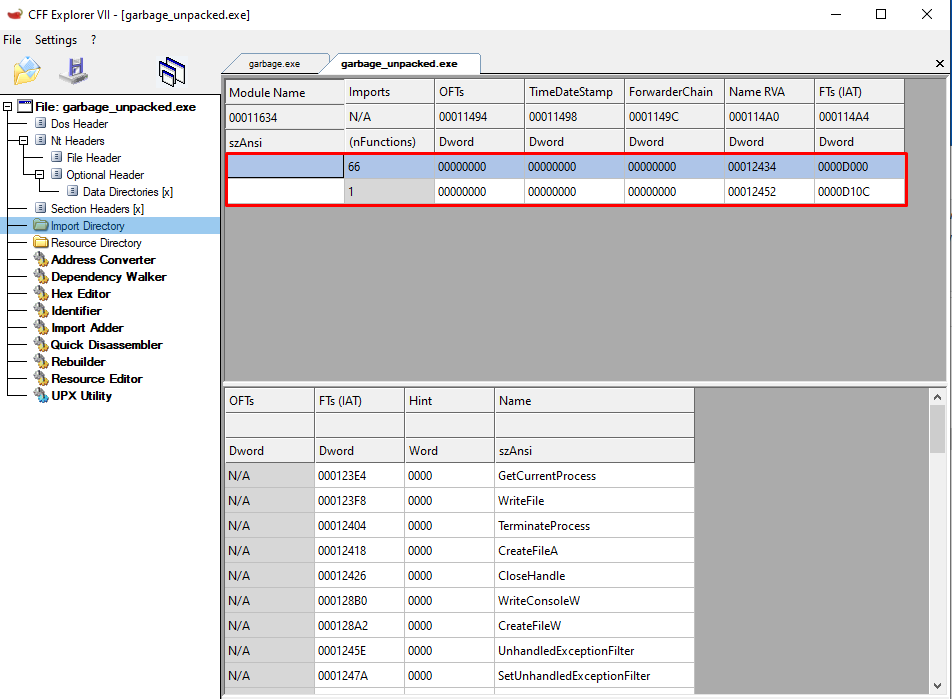 CFF Explorer VII - [garbage_unpacked.exe]
File Settings ?
garbage.exe garbage_unpacked.exe
File: garbage_unpacked.exe
Dos Header
Nt Headers
File Header
Optional Header
Data Directories [x]
Section Headers [x]
Import Directory
Resource Directory
Address Converter
Dependency Walker
Hex Editor
Identifier
Import Adder
Quick Disassembler
Rebuilder
Resource Editor
UPX Utility
Module Name Imports OFTs TimeDateStamp ForwarderChain Name RVA FTs (IAT)
00011634 N/A 00011494 00011498 0001149C 000114A0 000114A4
szAnsi (nFunctions) Dword Dword Dword Dword Dword
66 00000000 00000000 00000000 00012434 0000D000
1 00000000 00000000 00000000 00012452 0000D10C
OFTs FTs (IAT) Hint Name
Dword Dword Word szAnsi
N/A 000123E4 0000 GetCurrentProcess
N/A 000123F8 0000 WriteFile
N/A 00012404 0000 TerminateProcess
N/A 00012418 0000 CreateFileA
N/A 00012426 0000 CloseHandle
N/A 000128B0 0000 WriteConsoleW
N/A 000128A2 0000 CreateFileW
N/A 0001245E 0000 UnhandledExceptionFilter
N/A 0001247A 0000 SetUnhandledExceptionFilter